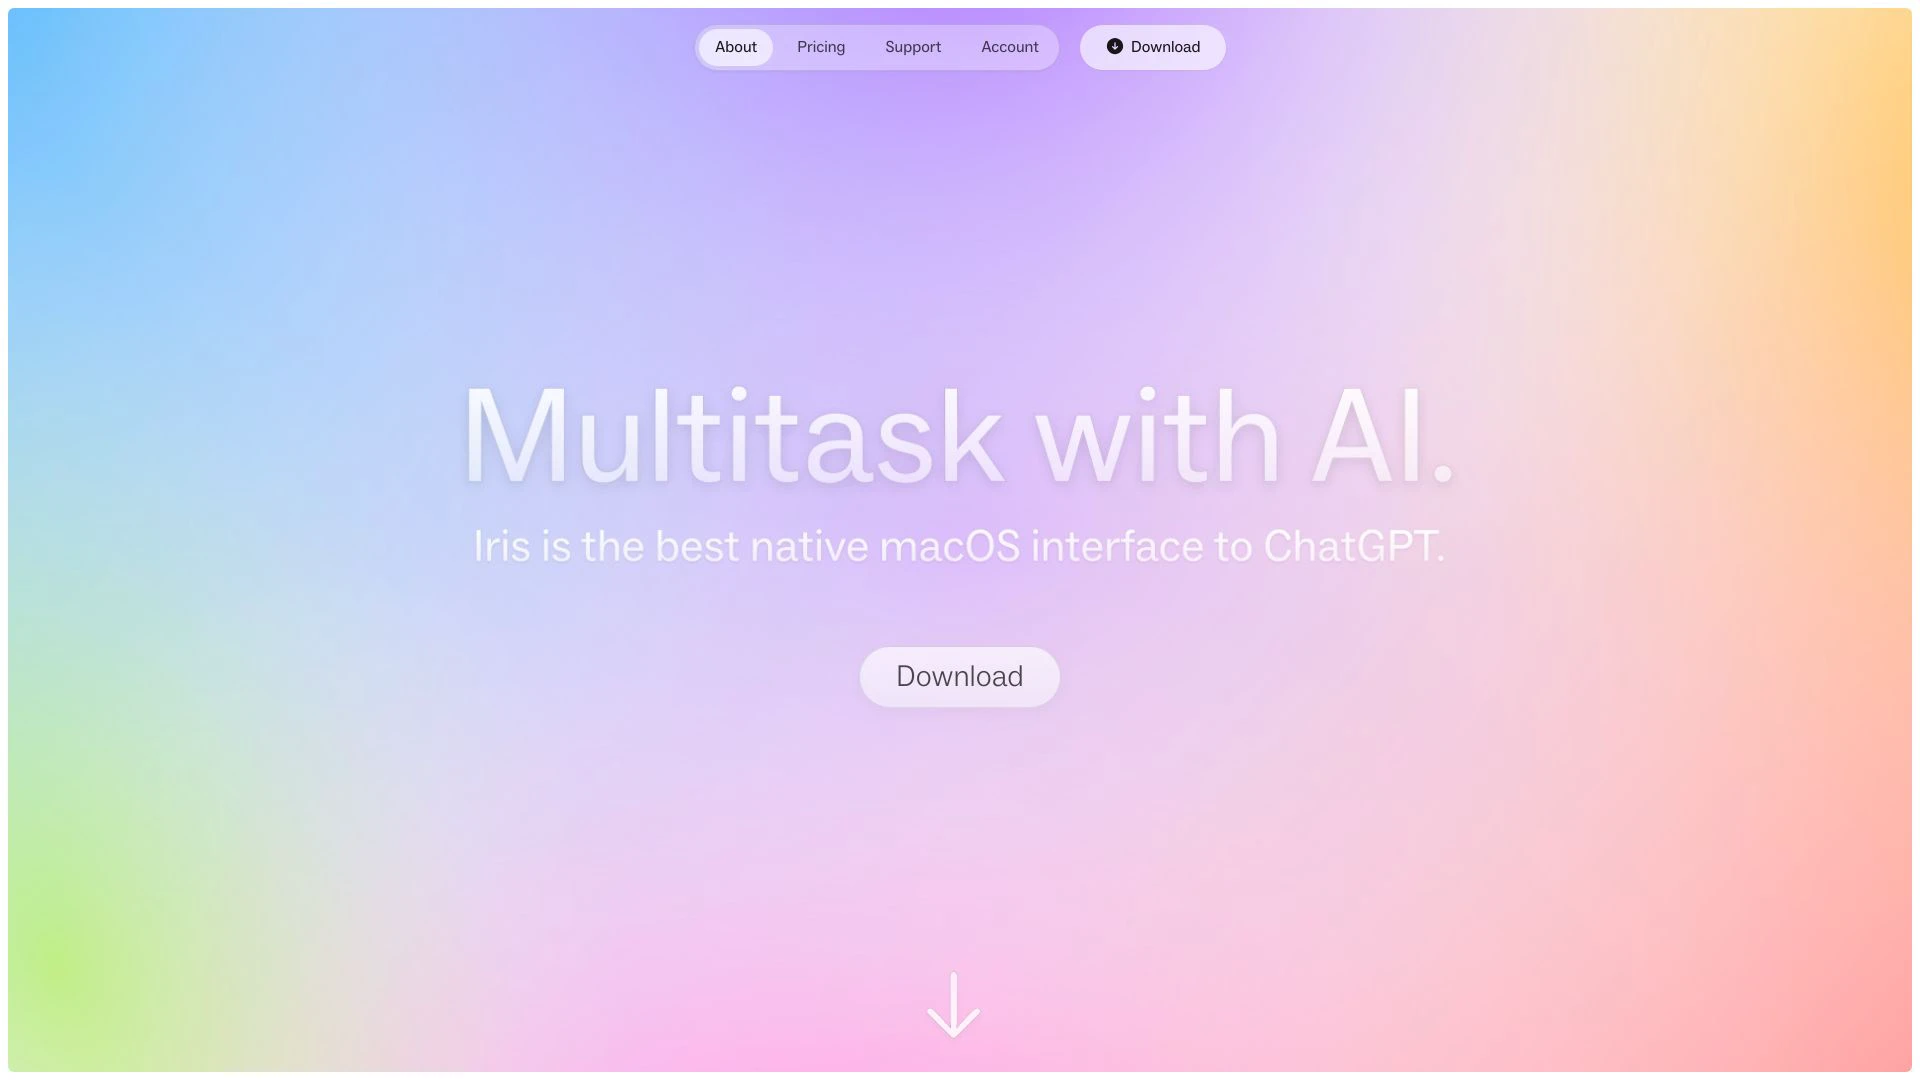 About Pricing Support Account Download
Multitask with AI.
Iris is the best native macOS interface to ChatGPT.
Download